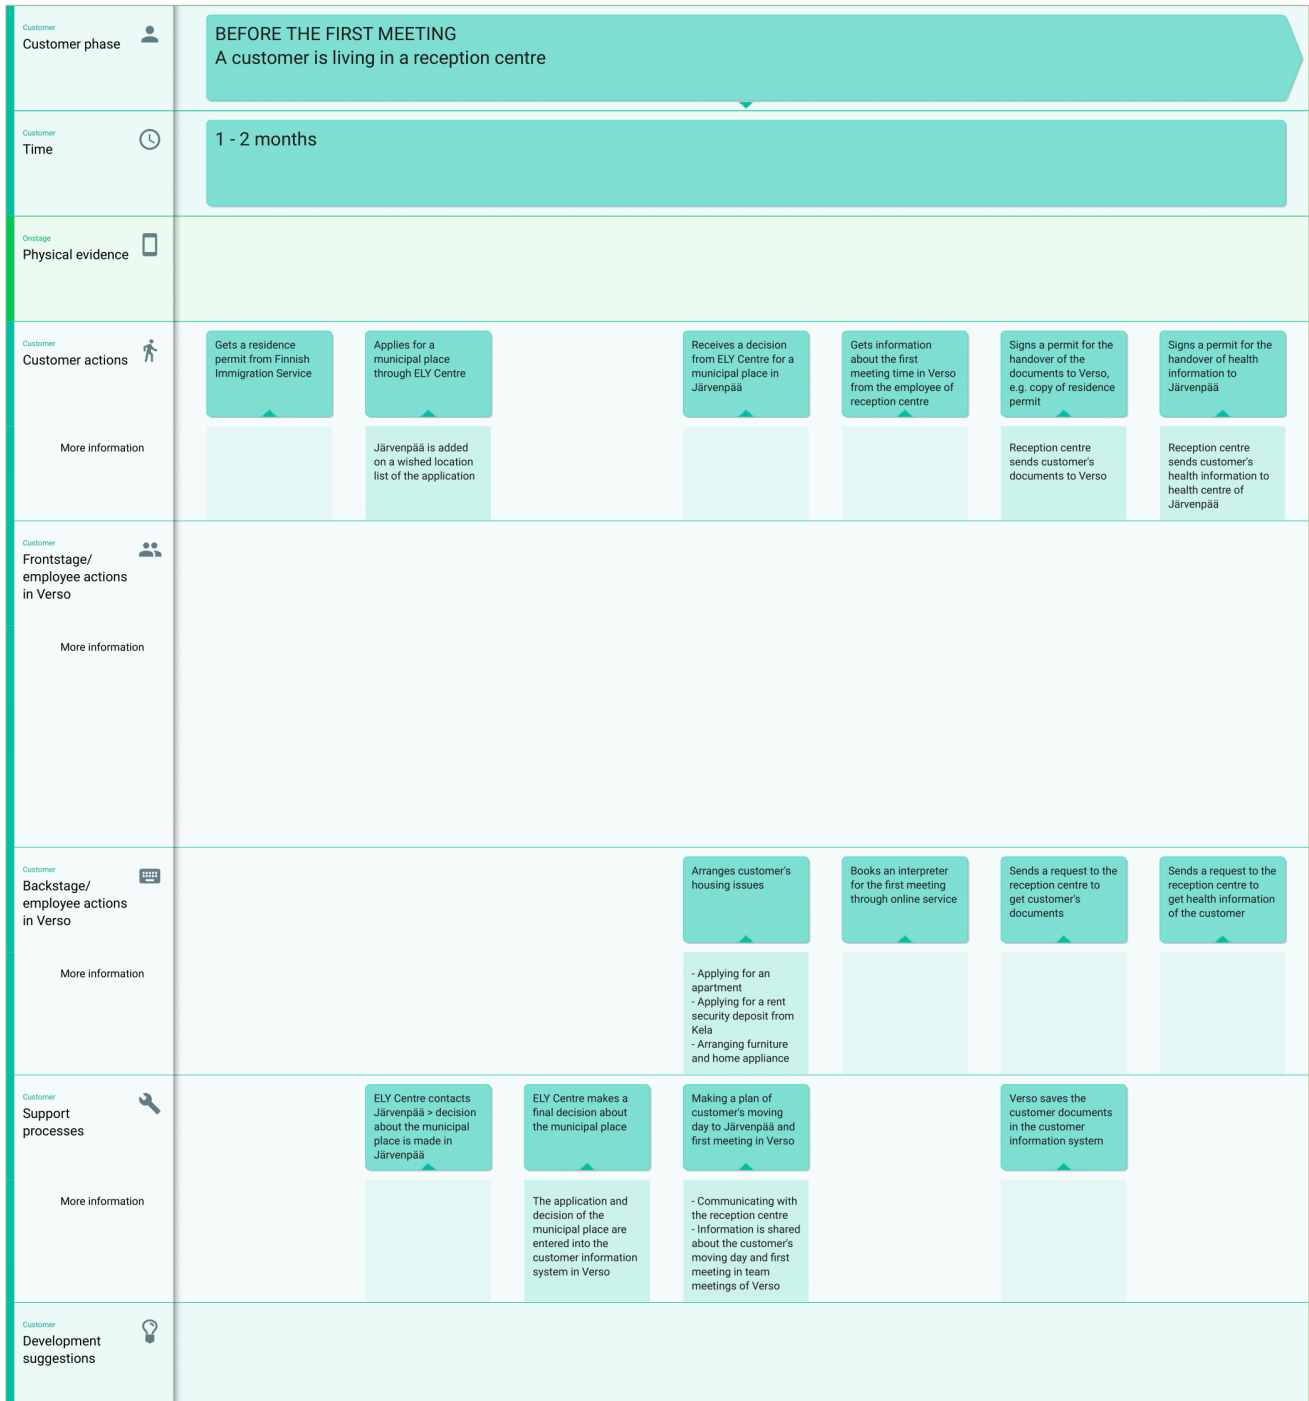 Customer
Customer phase
BEFORE THE FIRST MEETING
A customer is living in a reception centre
Customer
Time
1 - 2 months
Onstage
Physical evidence
Customer
Customer actions
Gets a residence
permit from Finnish
Immigration Service
Applies for a
municipal place
through ELY Centre
Receives a decision
from ELY Centre for a
municipal place in
Järvenpää
Gets information
about the first
meeting time in Verso
from the employee of
reception centre
Signs a permit for the
handover of the
documents to Verso,
e.g. copy of residence
permit
Signs a permit for the
handover of health
information to
Järvenpää
More information
Järvenpää is added
on a wished location
list of the application
Reception centre
sends customer's
documents to Verso
Reception centre
sends customer's
health information to
health centre of
Järvenpää
Customer
Frontstage/
employee actions
in Verso
More information
Customer
Backstage/
employee actions
in Verso
Arranges customer's
housing issues
Books an interpreter
for the first meeting
through online service
Sends a request to the
reception centre to
get customer's
documents
Sends a request to the
reception centre to
get health information
of the customer
More information
- Applying for an
apartment
- Applying for a rent
security deposit from
Kela
- Arranging furniture
and home appliance
Customer
Support
processes
ELY Centre contacts
Järvenpää > decision
about the municipal
place is made in
Järvenpää
ELY Centre makes a
final decision about
the municipal place
Making a plan of
customer's moving
day to Järvenpää and
first meeting in Verso
Verso saves the
customer documents
in the customer
information system
More information
The application and
decision of the
municipal place are
entered into the
customer information
system in Verso
- Communicating with
the reception centre
- Information is shared
about the customer's
moving day and first
meeting in team
meetings of Verso
Customer
Development
suggestions